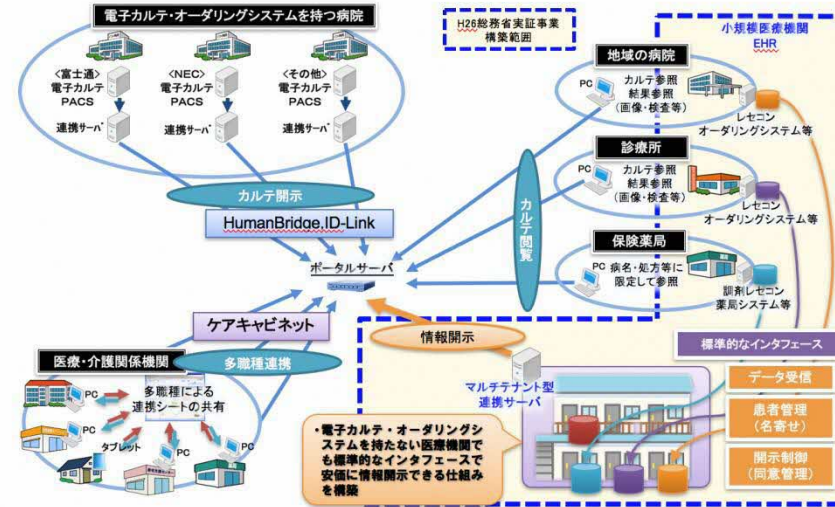 電子カルテ・オーダリングシステムを持つ病院
<富士通>
電子カルテ
PACS
連携サーバ
<NEC>
電子カルテ
PACS
連携サーバ
<その他>
電子カルテ
PACS
連携サーバ
H26総務省実証事業
構築範囲
小規模医療機関
EHR
地域の病院
PC
カルテ参照
結果参照
(画像・検査等)
レセコン
オーダリングシステム等
診療所
PC
カルテ参照
結果参照
(画像・検査等)
レセコン
オーダリングシステム等
保険薬局
PC
病名・処方等に
限定して参照
調剤レセコン
薬局システム等
カルテ開示
HumanBridge,ID-Link
カルテ閲覧
ポータルサーバ
ケアキャビネット
情報開示
医療・介護関係機関
多職種連携
PC
多職種による
連携シートの共有
PC
PC
タブレット
PC
PC
マルチテナント型
連携サーバ
標準的なインタフェース
データ受信
患者管理
(名寄せ)
開示制御
(同意管理)
・電子カルテ・オーダリングシ
ステムを持たない医療機関で
も標準的なインタフェースで
安価に情報開示できる仕組み
を構築